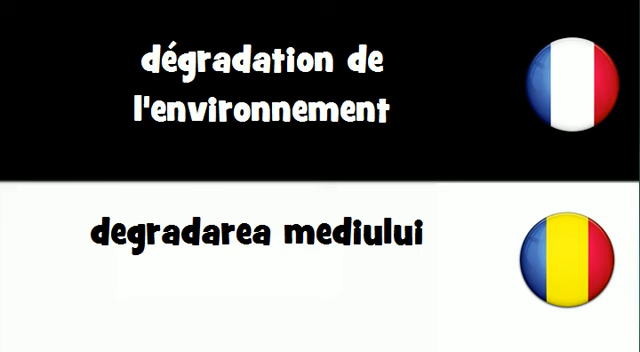 dégradation de
l'environnement
degradarea mediului